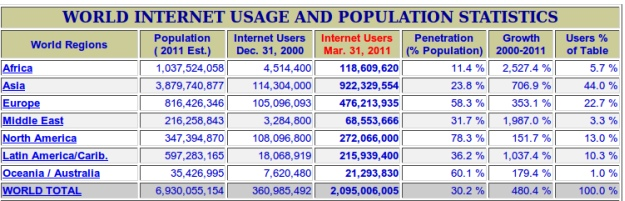 WORLD INTERNET USAGE AND POPULATION STATISTICS
World Regions Population ( 2011 Est.) Internet Users Dec. 31, 2000 Internet Users Mar. 31, 2011 Penetration (% Population) Growth 2000-2011 Users % of Table
Africa 1,037,524,058 4,514,400 118,609,620 11.4 % 2,527.4 % 5.7 %
Asia 3,879,740,877 114,304,000 922,329,554 23.8 % 706.9 % 44.0 %
Europe 816,426,346 105,096,093 476,213,935 58.3 % 353.1 % 22.7 %
Middle East 216,258,843 3,284,800 68,553,666 31.7 % 1,987.0 % 3.3 %
North America 347,394,870 108,096,800 272,066,000 78.3 % 151.7 % 13.0 %
Latin America/Carib. 597,283,165 18,068,919 215,939,400 36.2 % 1,037.4 % 10.3 %
Oceania / Australia 35,426,995 7,620,480 21,293,830 60.1 % 179.4 % 1.0 %
WORLD TOTAL 6,930,055,154 360,985,492 2,095,006,005 30.2 % 480.4 % 100.0 %